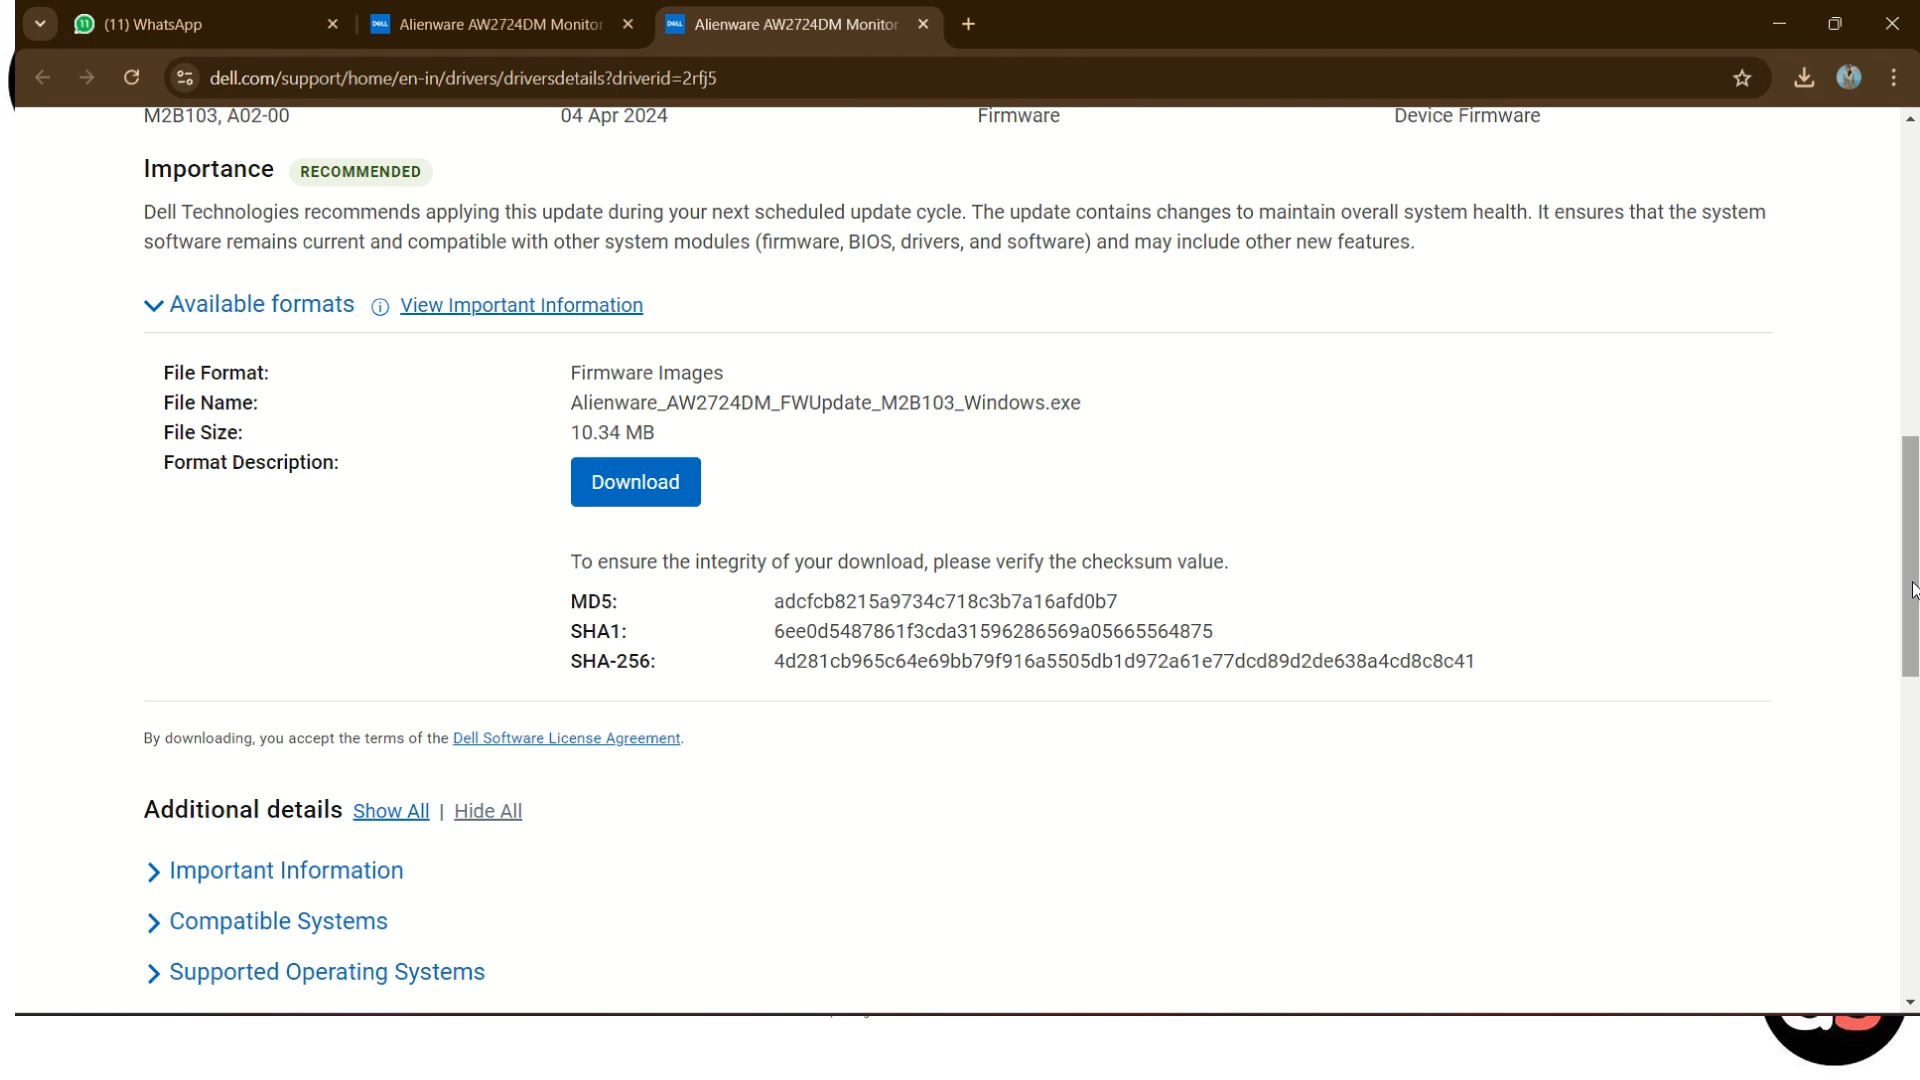 (11) WhatsApp
Alienware AW2724DM Monitor
Alienware AW2724DM Monitor
dell.com/support/home/en-in/drivers/driversdetails?driverid=2rfj5
M2B103, A02-00 04 Apr 2024 Firmware Device Firmware
Importance RECOMMENDED
Dell Technologies recommends applying this update during your next scheduled update cycle. The update contains changes to maintain overall system health. It ensures that the system
software remains current and compatible with other system modules (firmware, BIOS, drivers, and software) and may include other new features.
Available formats View Important Information
File Format: Firmware Images
File Name: Alienware_AW2724DM_FWUpdate_M2B103_Windows.exe
File Size: 10.34 MB
Format Description:
Download
To ensure the integrity of your download, please verify the checksum value.
MD5: adcfcb8215a9734c718c3b7a16afd0b7
SHA1: 6ee0d5487861f3cda31596286569a05665564875
SHA-256: 4d281cb965c64e69bb79f916a5505db1d972a61e77dcd89d2de638a4cd8c8c41
By downloading, you accept the terms of the Dell Software License Agreement.
Additional details Show All | Hide All
Important Information
Compatible Systems
Supported Operating Systems